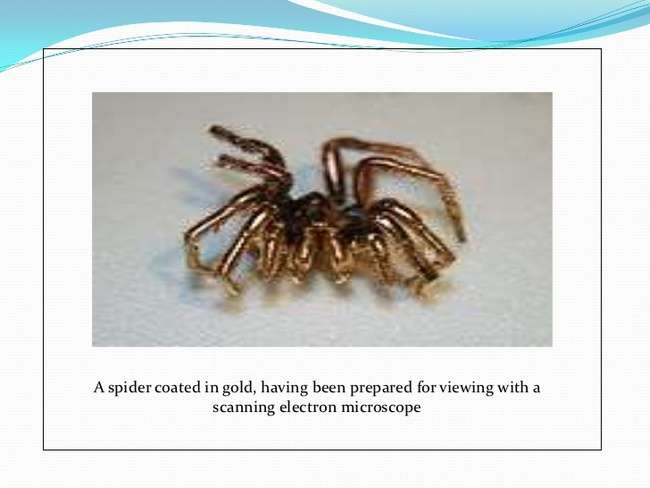 A spider coated in gold, having been prepared for viewing with a
scanning electron microscope